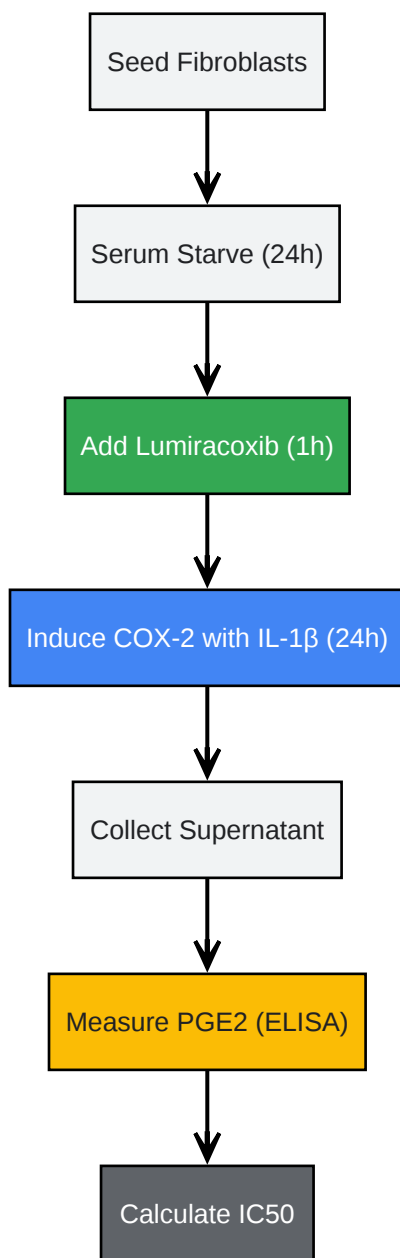 Seed Fibroblasts
Serum Starve (24h)
Add Lumiracoxib (1h)
Induce COX-2 with IL-1β (24h)
Collect Supernatant
Measure PGE2 (ELISA)
Calculate IC50